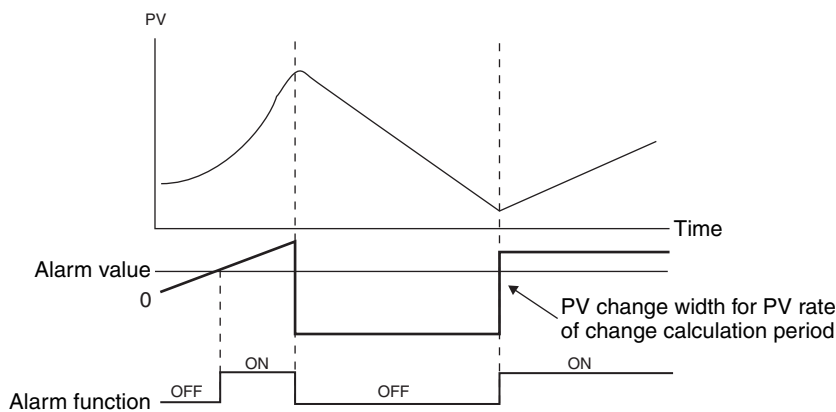 PV
Time
Alarm value
0
PV change width for PV rate
of change calculation period
ON
ON
OFF
OFF
Alarm function